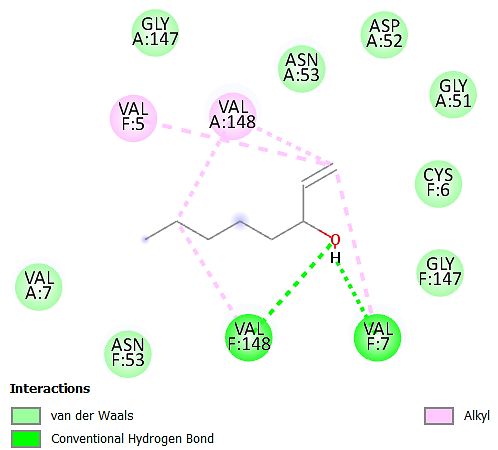 GLY
A:147
ASP
A:52
ASN
A:53
GLY
A:51
VAL
F:5
VAL
A:148
CYS
F:6
O
H
GLY
F:147
VAL
A:7
ASN
F:53
VAL
F:148
VAL
F:7
Interactions
van der Waals
Conventional Hydrogen Bond
Alkyl